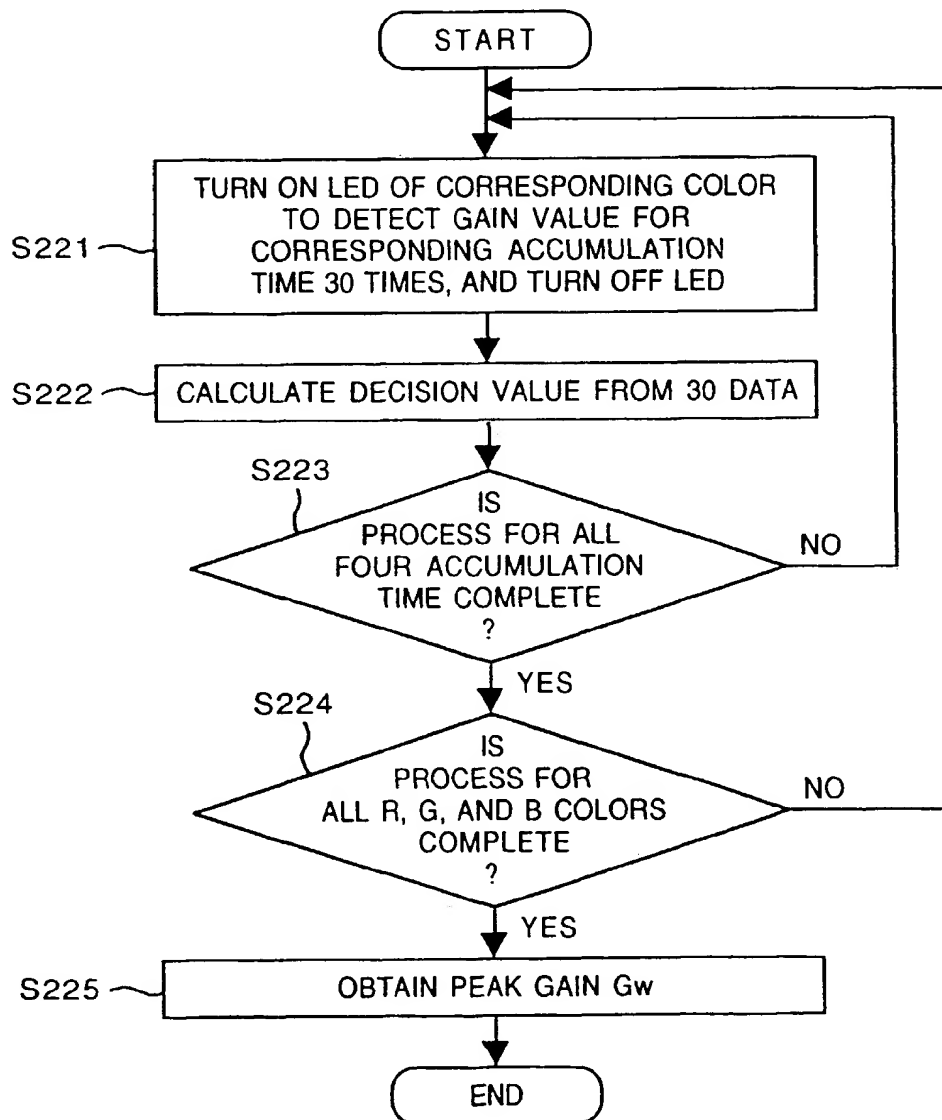 START
TURN ON LED OF CORRESPONDING COLOR
TO DETECT GAIN VALUE FOR
CORRESPONDING ACCUMULATION
TIME 30 TIMES, AND TURN OFF LED
S221
S222
CALCULATE DECISION VALUE FROM 30 DATA
S223
IS
PROCESS FOR ALL
FOUR ACCUMULATION
TIME COMPLETE
?
NO
YES
S224
IS
PROCESS FOR
ALL R, G, AND B COLORS
COMPLETE
?
NO
YES
S225
OBTAIN PEAK GAIN Gw
END